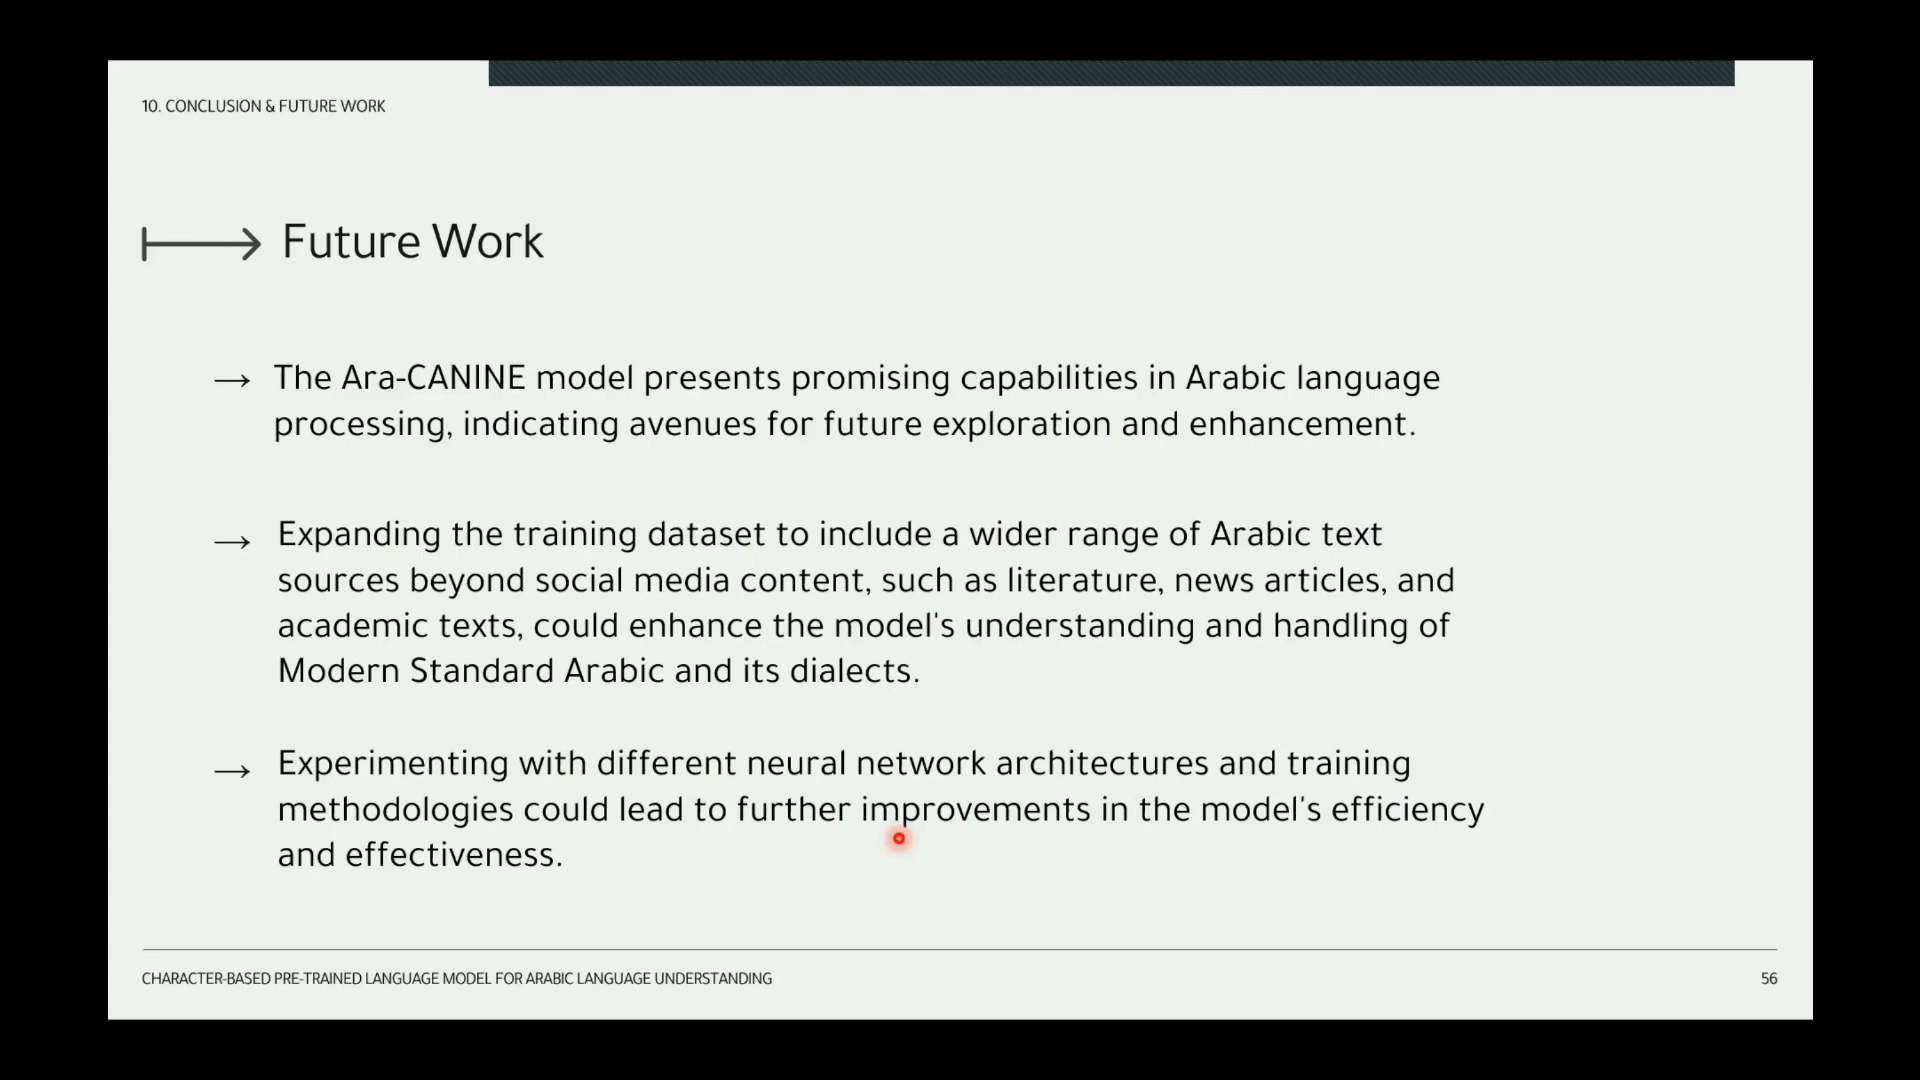 10. CONCLUSION & FUTURE WORK
Future Work
The Ara-CANINE model presents promising capabilities in Arabic language
processing, indicating avenues for future exploration and enhancement.
Expanding the training dataset to include a wider range of Arabic text
sources beyond social media content, such as literature, news articles, and
academic texts, could enhance the model's understanding and handling of
Modern Standard Arabic and its dialects.
Experimenting with different neural network architectures and training
methodologies could lead to further improvements in the model's efficiency
and effectiveness.
CHARACTER-BASED PRE-TRAINED LANGUAGE MODEL FOR ARABIC LANGUAGE UNDERSTANDING
56